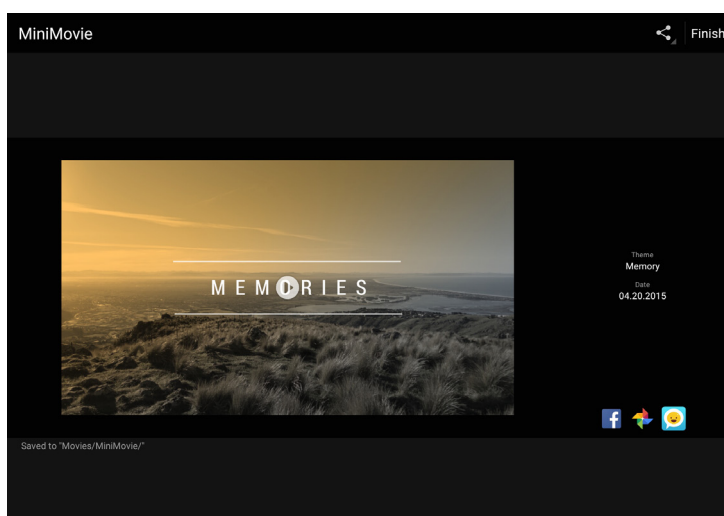 MiniMovie
Finish
MEMORIES
Theme
Memory
Date
04.20.2015
Saved to "Movies/MiniMovie/"